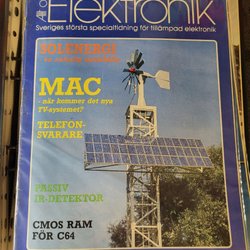 Elektronik
Sveriges största specialtidning för tillämpad elektronik
SOLENERGI
MAC
- når kommer det nya
TV-systemet?
TELEFON-
SVARARE
PASSIV
IR-DETEKTOR
CMOS RAM
FÖR C64